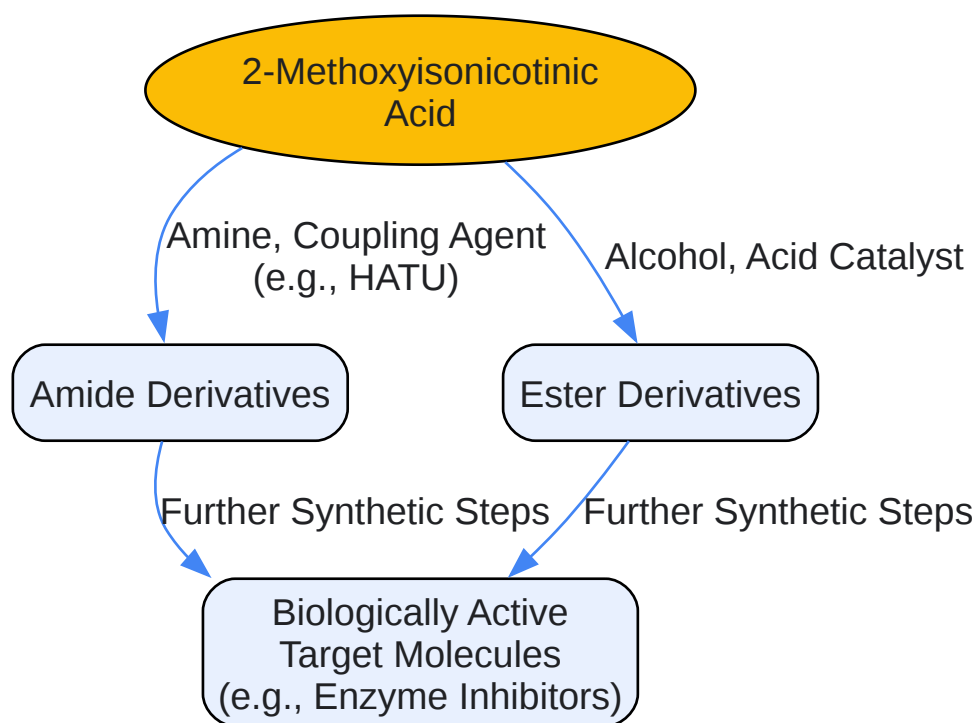 2-Methoxyisonicotinic
Acid
Amine, Coupling Agent
(e.g., HATU)
Alcohol, Acid Catalyst
Amide Derivatives
Ester Derivatives
Further Synthetic Steps
Further Synthetic Steps
Biologically Active
Target Molecules
(e.g., Enzyme Inhibitors)